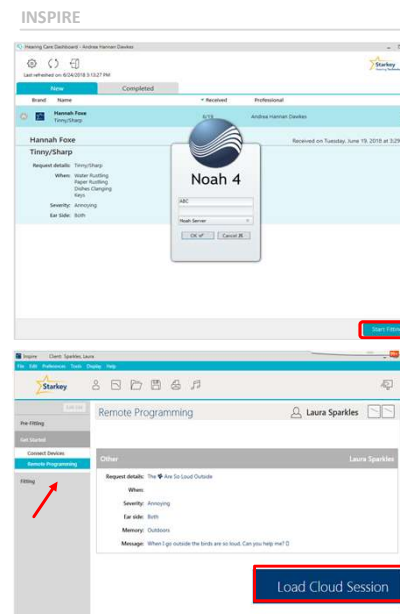 INSPIRE
Hearing Care Dashboard - Andrea Hannan Dawkes
Last refreshed on: 6/24/2018 3:13:27 PM
Starkey
New Completed
Brand Name Received Professional
Hannah Foxe
Tinny/Sharp
6/19 Andrea Hannan Dawkes
Hannah Foxe Received on Tuesday, June 19, 2018 at 3:29
Tinny/Sharp
Request details: Tinny/Sharp
When: Water Rustling
Paper Rustling
Dishes Clanging
Keys
Severity: Annoying
Ear Side: Both
Noah 4
ABC
Noah Server
OK Cancel
Start Fitting
Inspire Client: Sparkles, Laura
File Edit Preferences Tools Display Help
Starkey
Pre-Fitting
Get Started
Connect Devices
Remote Programming
Fitting
Remote Programming Laura Sparkles
Other Laura Sparkles
Request details: The Are So Loud Outside
When:
Severity: Annoying
Ear side: Both
Memory: Outdoors
Message: When I go outside the birds are so loud. Can you help me?
Load Cloud Session